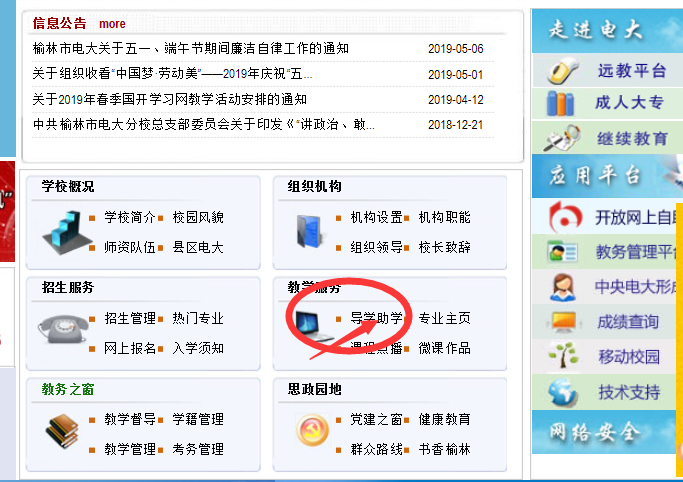 信息公告 more
榆林市电大关于五一、端午节期间廉洁自律工作的通知 2019-05-06
关于组织收看“中国梦·劳动美”——2019年庆祝“五... 2019-05-01
关于2019年春季国开学习网教学活动安排的通知 2019-04-12
中共榆林市电大分校总支部委员会关于印发《“讲政治、敢... 2018-12-21
学校概况
学校简介 校园风貌
师资队伍 县区电大
组织机构
机构设置 机构职能
组织领导 校长致辞
招生服务
招生管理 热门专业
网上报名 入学须知
教学服务
导学助学 专业主页
课程点播 微课作品
教务之窗
教学督导 学籍管理
教学管理 考务管理
思政园地
党建之窗 健康教育
群众路线 书香榆林
走进电大
远教平台
成人大专
继续教育
应用平台
开放网上自
教务管理平
中央电大形
成绩查询
移动校园
技术支持
网络安全